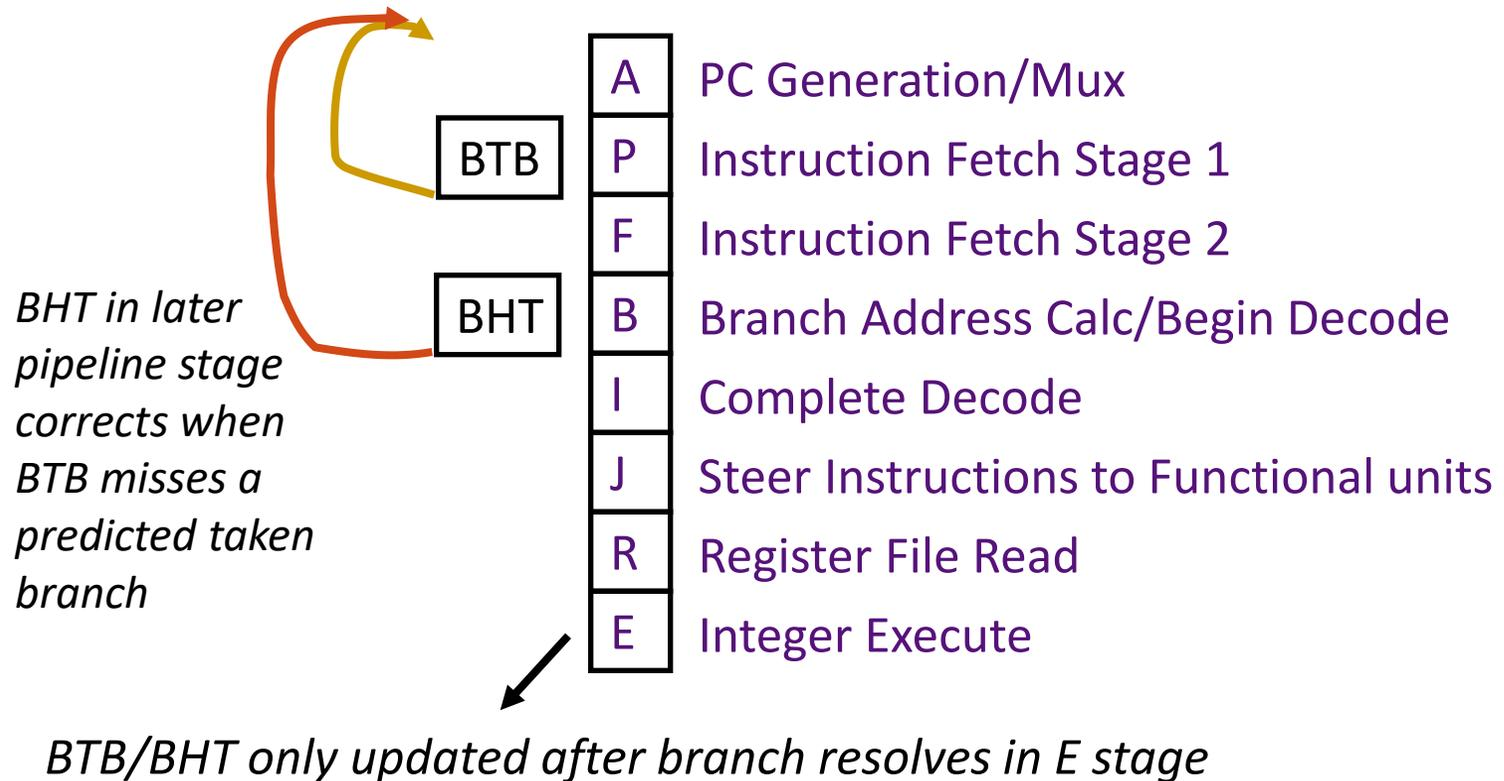 A PC Generation/Mux
BTB P Instruction Fetch Stage 1
F Instruction Fetch Stage 2
BHT B Branch Address Calc/Begin Decode
I Complete Decode
J Steer Instructions to Functional units
R Register File Read
E Integer Execute
BHT in later
pipeline stage
corrects when
BTB misses a
predicted taken
branch
BTB/BHT only updated after branch resolves in E stage